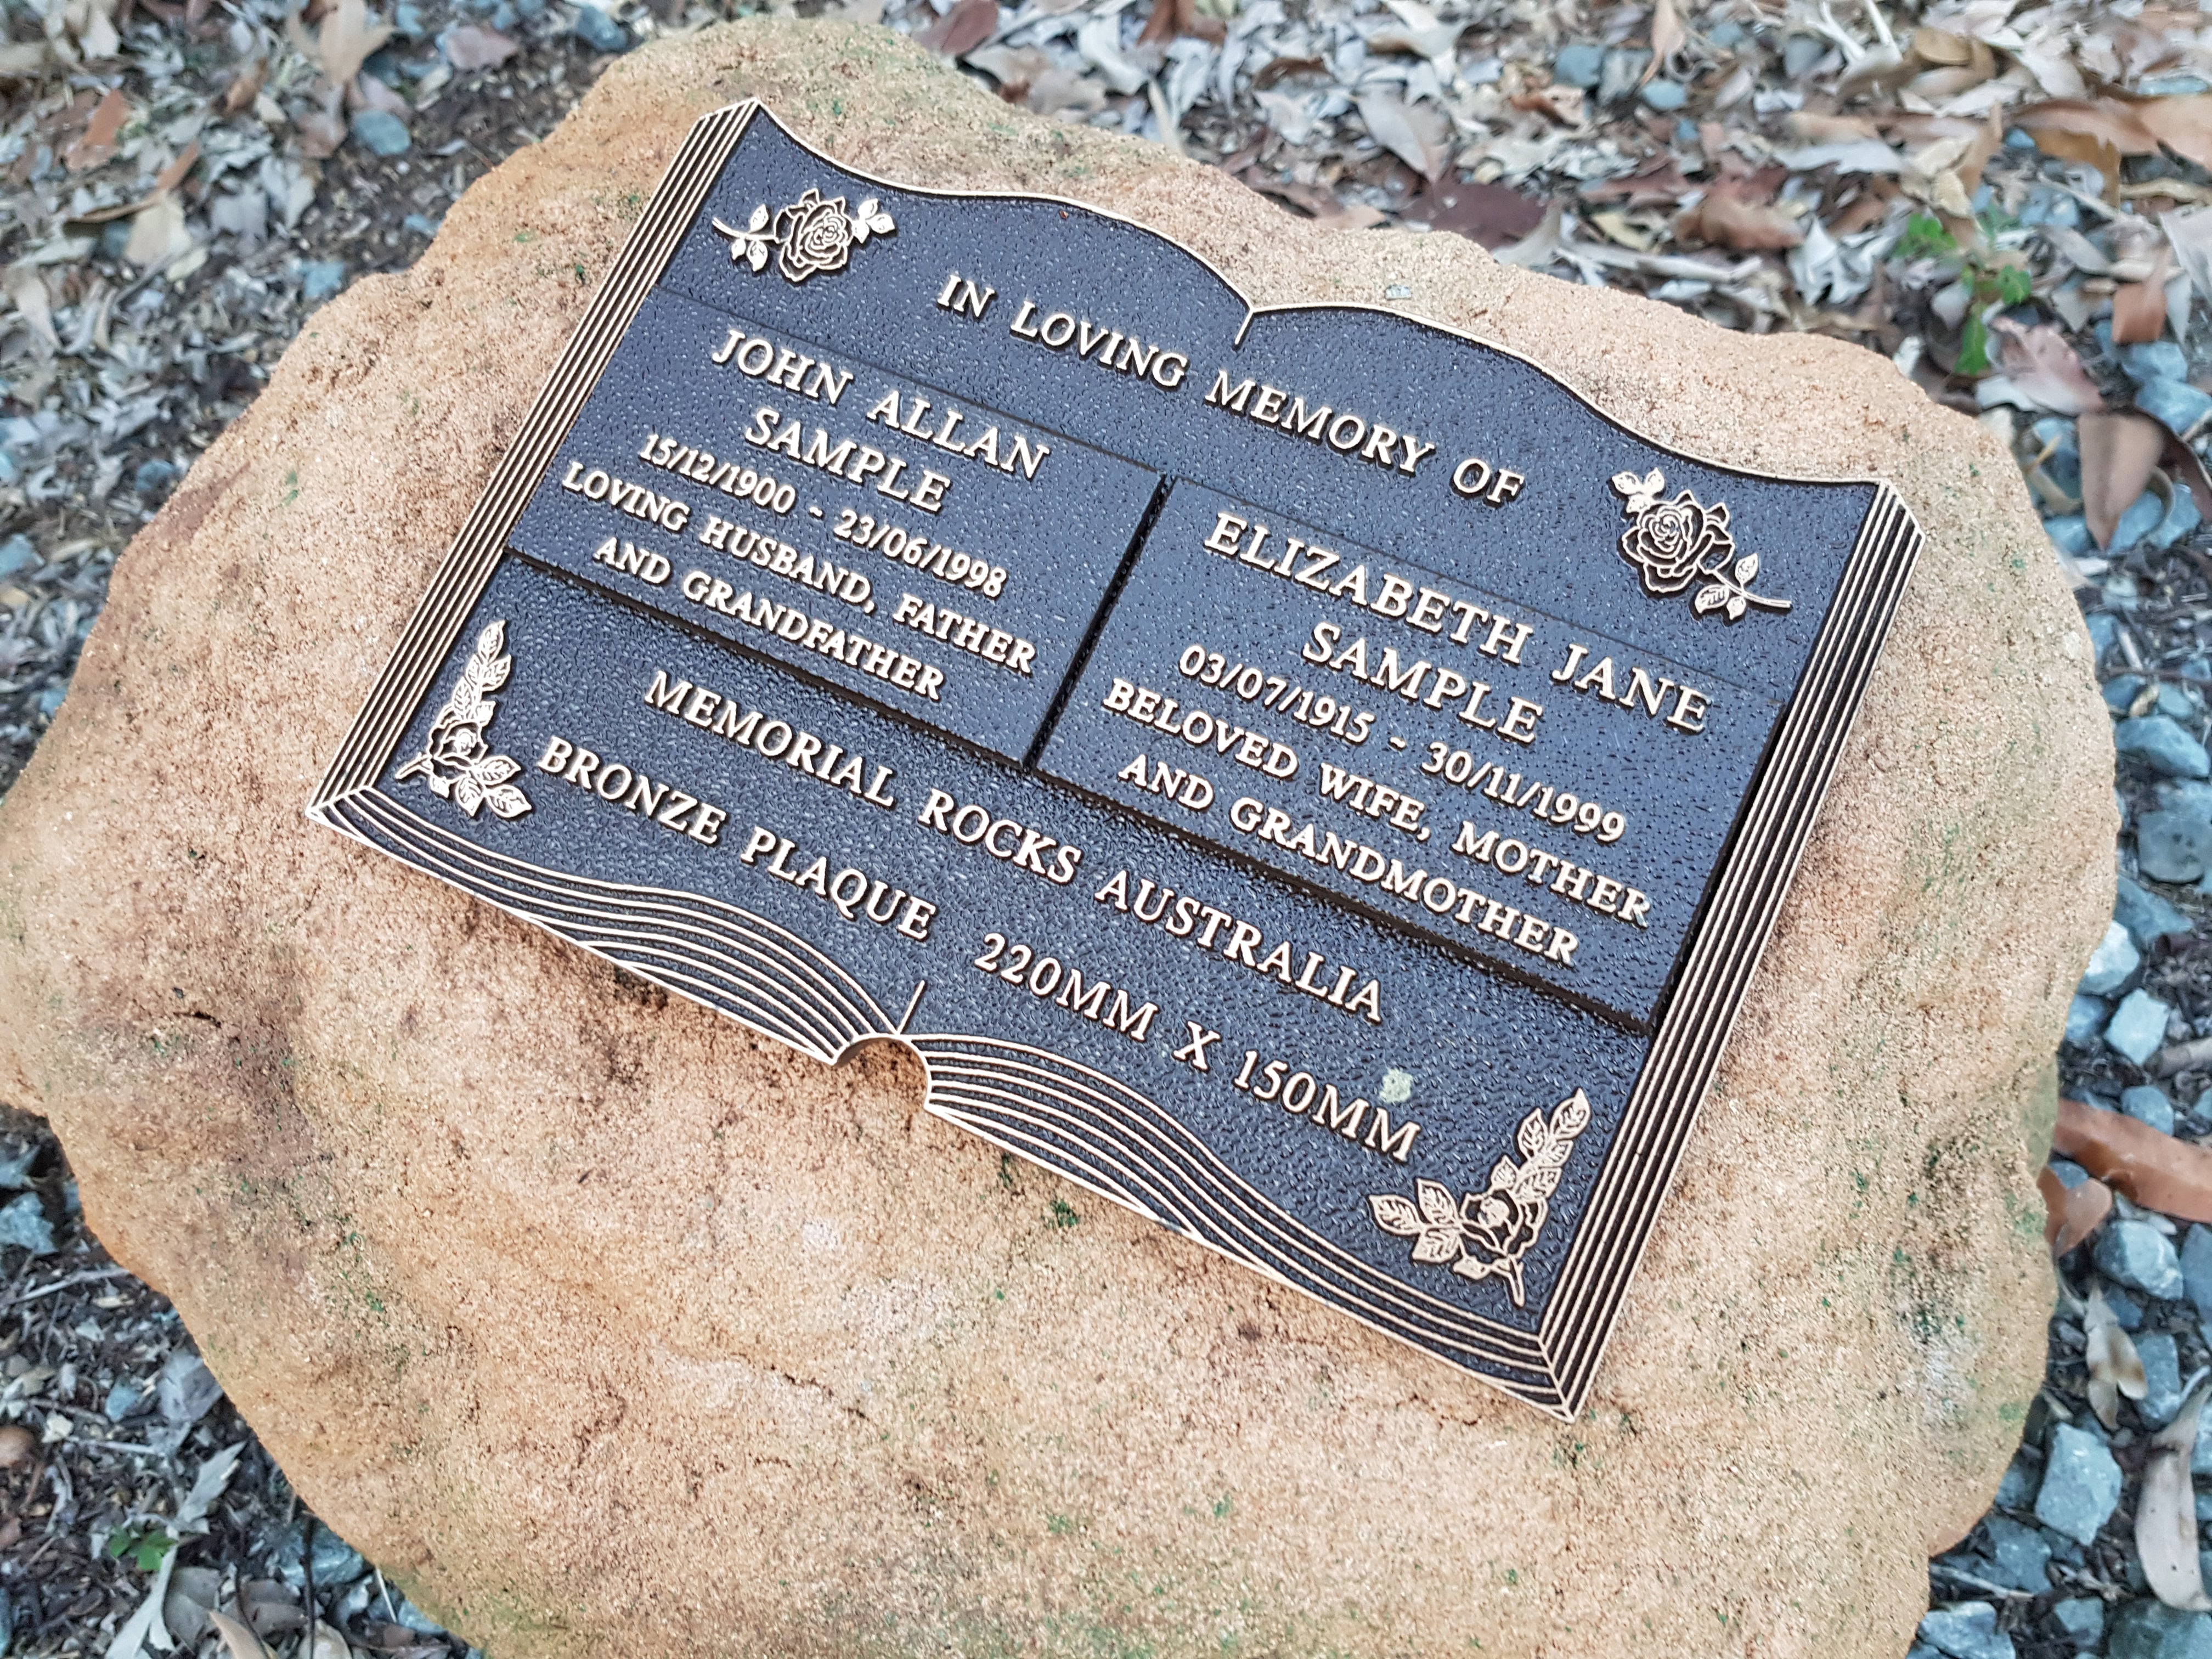 IN LOVING MEMORY OF
JOHN ALLAN
SAMPLE
15/12/1900 - 23/06/1998
LOVING HUSBAND, FATHER
AND GRANDFATHER
ELIZABETH JANE
SAMPLE
03/07/1915 - 30/11/1999
BELOVED WIFE, MOTHER
AND GRANDMOTHER
MEMORIAL ROCKS AUSTRALIA
BRONZE PLAQUE 220MM X 150MM